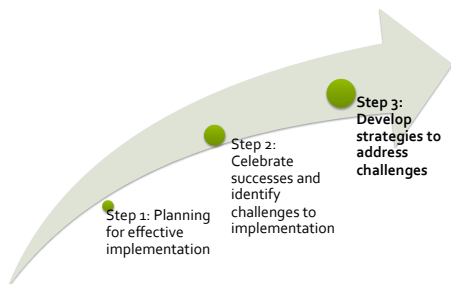 Step 1: Planning
for effective
implementation
Step 2:
Celebrate
successes and
identify
challenges to
implementation
Step 3:
Develop
strategies to
address
challenges